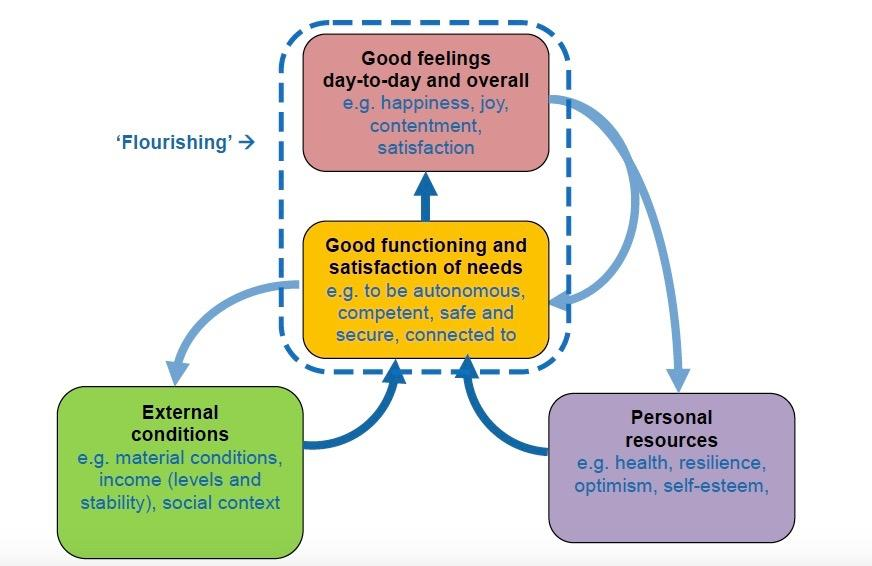 Good feelings
day-to-day and overall
e.g. happiness, joy,
contentment,
satisfaction
‘Flourishing’ →
Good functioning and
satisfaction of needs
e.g. to be autonomous,
competent, safe and
secure, connected to
External
conditions
e.g. material conditions,
income (levels and
stability), social context
Personal
resources
e.g. health, resilience,
optimism, self-esteem,